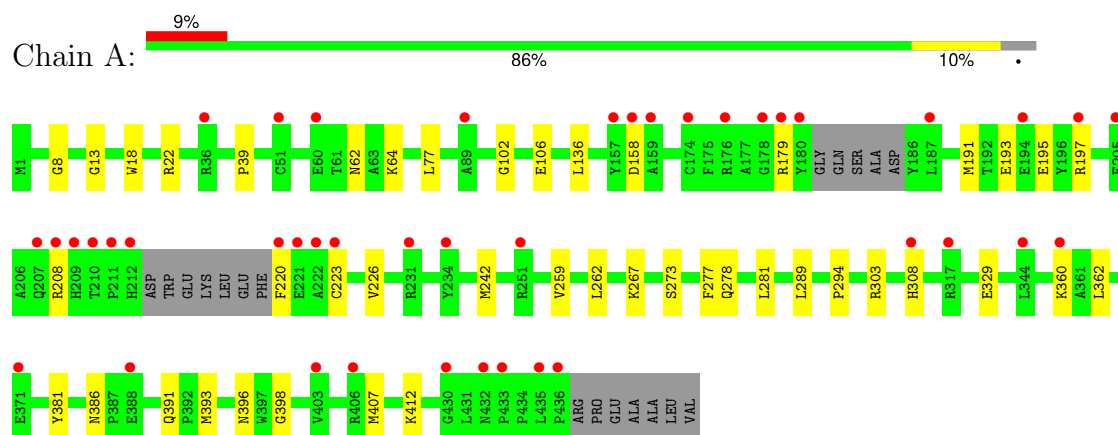 9%
Chain A:
86% 10% •
M1 G8 G13 W18 R22 R36 P39 C51 E60 T61 N62 A63 K64 L77 A89 G102 E106 L136 Y157 D158 A159 C174 F175 R176 A177 G178 R179 Y180 GLY GLN SER ALA ASP Y186 L187 M191 T192 E193 E194 E195 Y196 R197 E205
A206 Q207 R208 H209 T210 P211 H212 ASP TRP GLU LYS LEU GLU PHE F220 E221 A222 C223 V226 R231 Y234 M242 R251 V259 L262 K267 S273 F277 Q278 L281 L289 P294 R303 H308 R317 E329 L344 K360 A361 L362
E371 Y381 N386 P387 E388 Q391 P392 M393 N396 W397 G398 V403 R406 M407 K412 G430 L431 N432 P433 P434 L435 P436 ARG PRO GLU ALA ALA LEU VAL